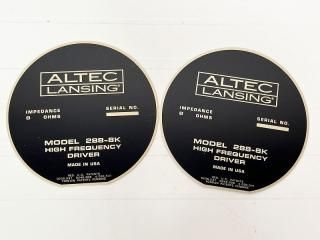 ALTEC
LANSING®
IMPEDANCE
8 OHMS
SERIAL NO.
MODEL 288-8K
HIGH FREQUENCY
DRIVER
MADE IN USA
ALTEC
LANSING®
IMPEDANCE
8 OHMS
SERIAL NO.
MODEL 288-8K
HIGH FREQUENCY
DRIVER
MADE IN USA